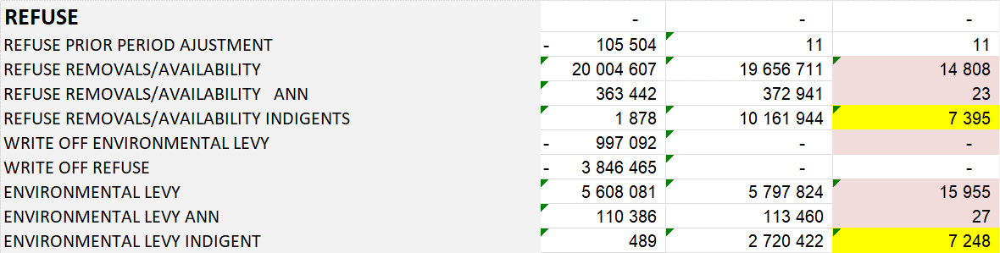 REFUSE - - -
REFUSE PRIOR PERIOD AJUSTMENT - 105 504 11 11
REFUSE REMOVALS/AVAILABILITY 20 004 607 19 656 711 14 808
REFUSE REMOVALS/AVAILABILITY ANN 363 442 372 941 23
REFUSE REMOVALS/AVAILABILITY INDIGENTS 1 878 10 161 944 7 395
WRITE OFF ENVIRONMENTAL LEVY - 997 092 - -
WRITE OFF REFUSE - 3 846 465 - -
ENVIRONMENTAL LEVY 5 608 081 5 797 824 15 955
ENVIRONMENTAL LEVY ANN 110 386 113 460 27
ENVIRONMENTAL LEVY INDIGENT 489 2 720 422 7 248